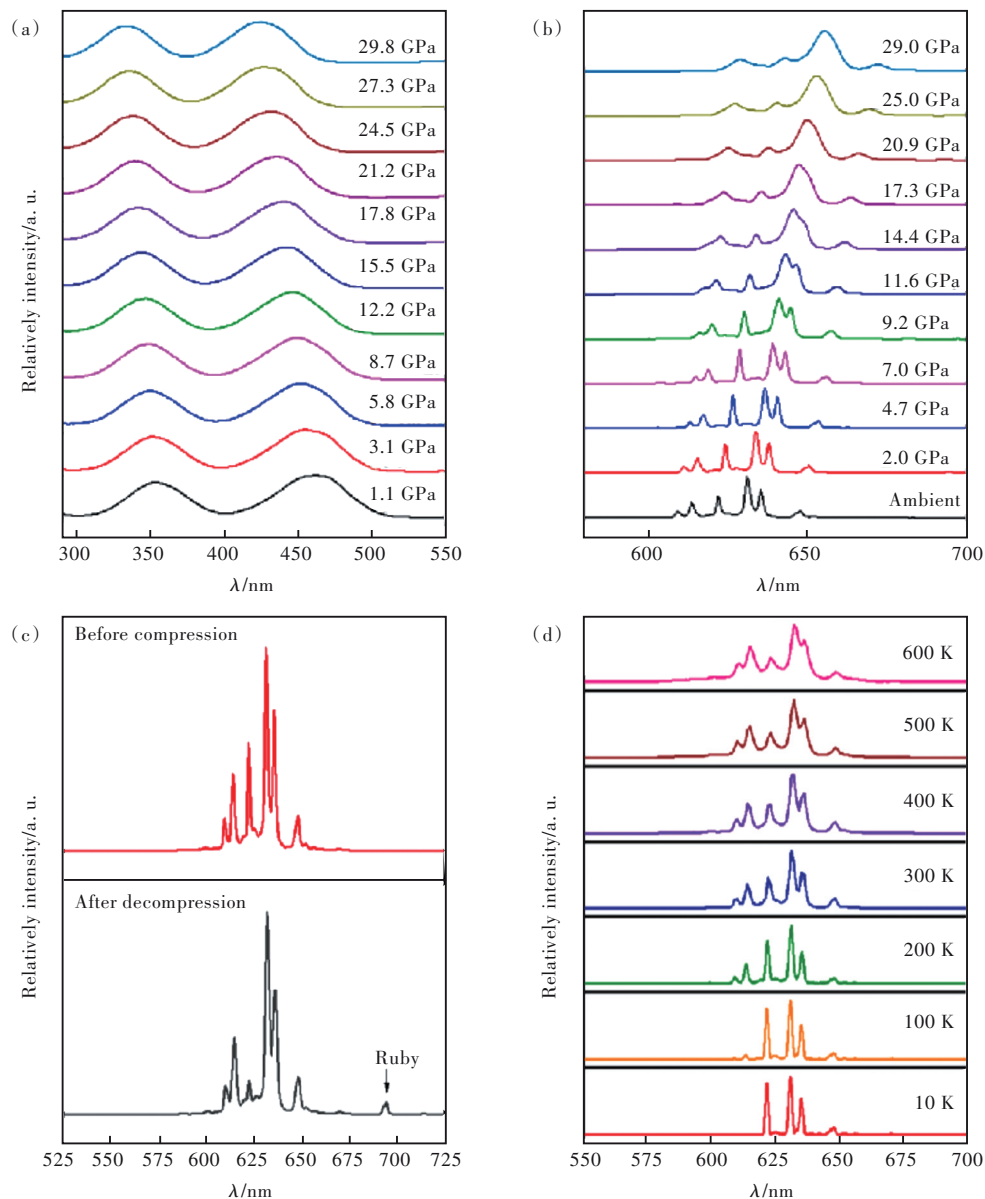 (a)
29.8 GPa
27.3 GPa
24.5 GPa
21.2 GPa
17.8 GPa
15.5 GPa
12.2 GPa
8.7 GPa
5.8 GPa
3.1 GPa
1.1 GPa
Relatively intensity/a. u.
300 350 400 450 500 550
λ/nm
(b)
29.0 GPa
25.0 GPa
20.9 GPa
17.3 GPa
14.4 GPa
11.6 GPa
9.2 GPa
7.0 GPa
4.7 GPa
2.0 GPa
Ambient
600 650 700
λ/nm
(c)
Before compression
After decompression
Ruby
Relatively intensity/a. u.
525 550 575 600 625 650 675 700 725
λ/nm
(d)
600 K
500 K
400 K
300 K
200 K
100 K
10 K
Relatively intensity/a. u.
550 575 600 625 650 675 700
λ/nm